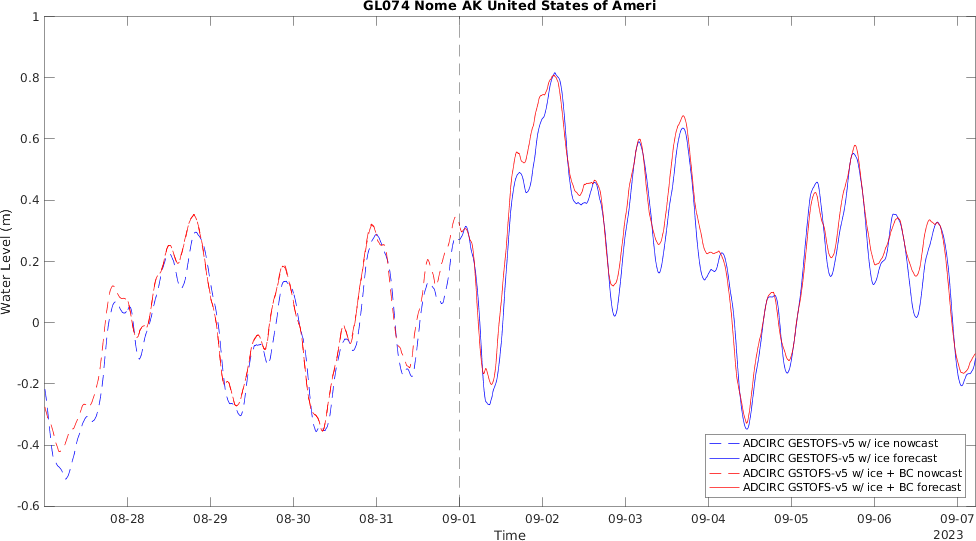 GL074 Nome AK United States of Ameri
1
0.8
0.6
0.4
0.2
0
-0.2
-0.4
-0.6
Water Level (m)
08-28 08-29 08-30 08-31 09-01 09-02 09-03 09-04 09-05 09-06 09-07
Time
2023
ADCIRC GESTOFS-v5 w/ ice nowcast
ADCIRC GESTOFS-v5 w/ ice forecast
ADCIRC GSTOFS-v5 w/ ice + BC nowcast
ADCIRC GSTOFS-v5 w/ ice + BC forecast